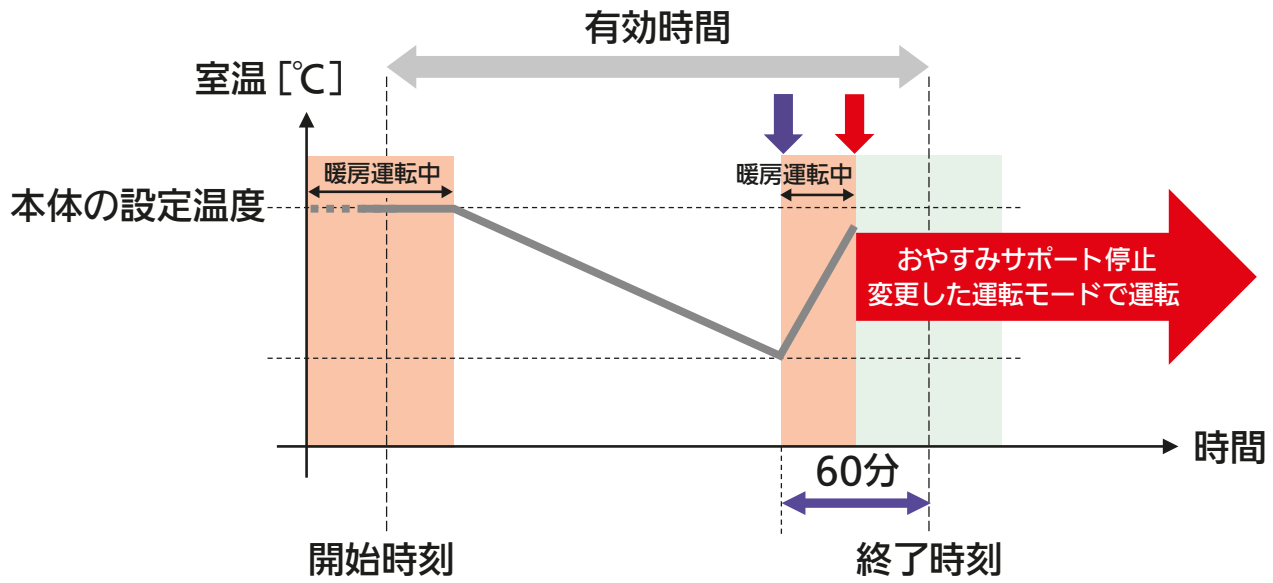 有効時間
室温［℃］
暖房運転中
暖房運転中
本体の設定温度
おやすみサポート停止
変更した運転モードで運転
時間
60分
開始時刻
終了時刻